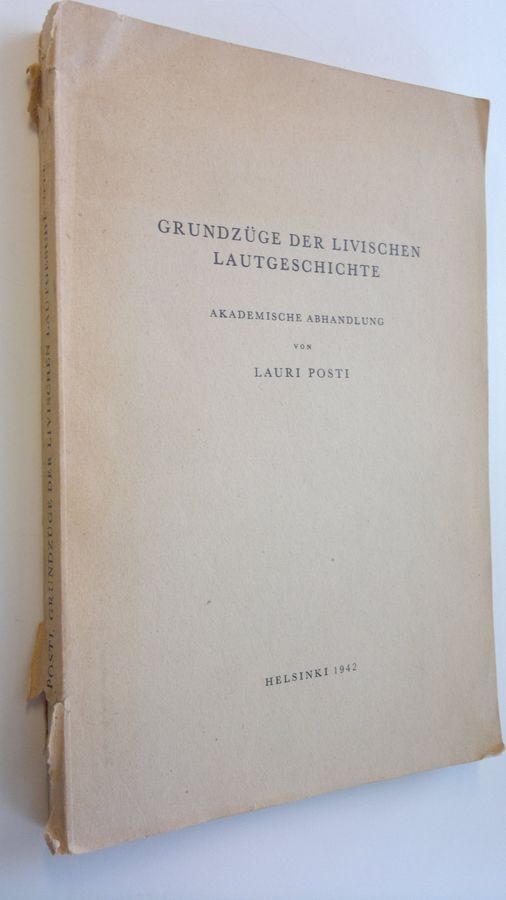 GRUNDZÜGE DER LIVISCHEN
LAUTGESCHICHTE
AKADEMISCHE ABHANDLUNG
VON
LAURI POSTI
HELSINKI 1942
POSTI, GRUNDZÜGE DER LIVISCHEN LAUTGESCHICHTE